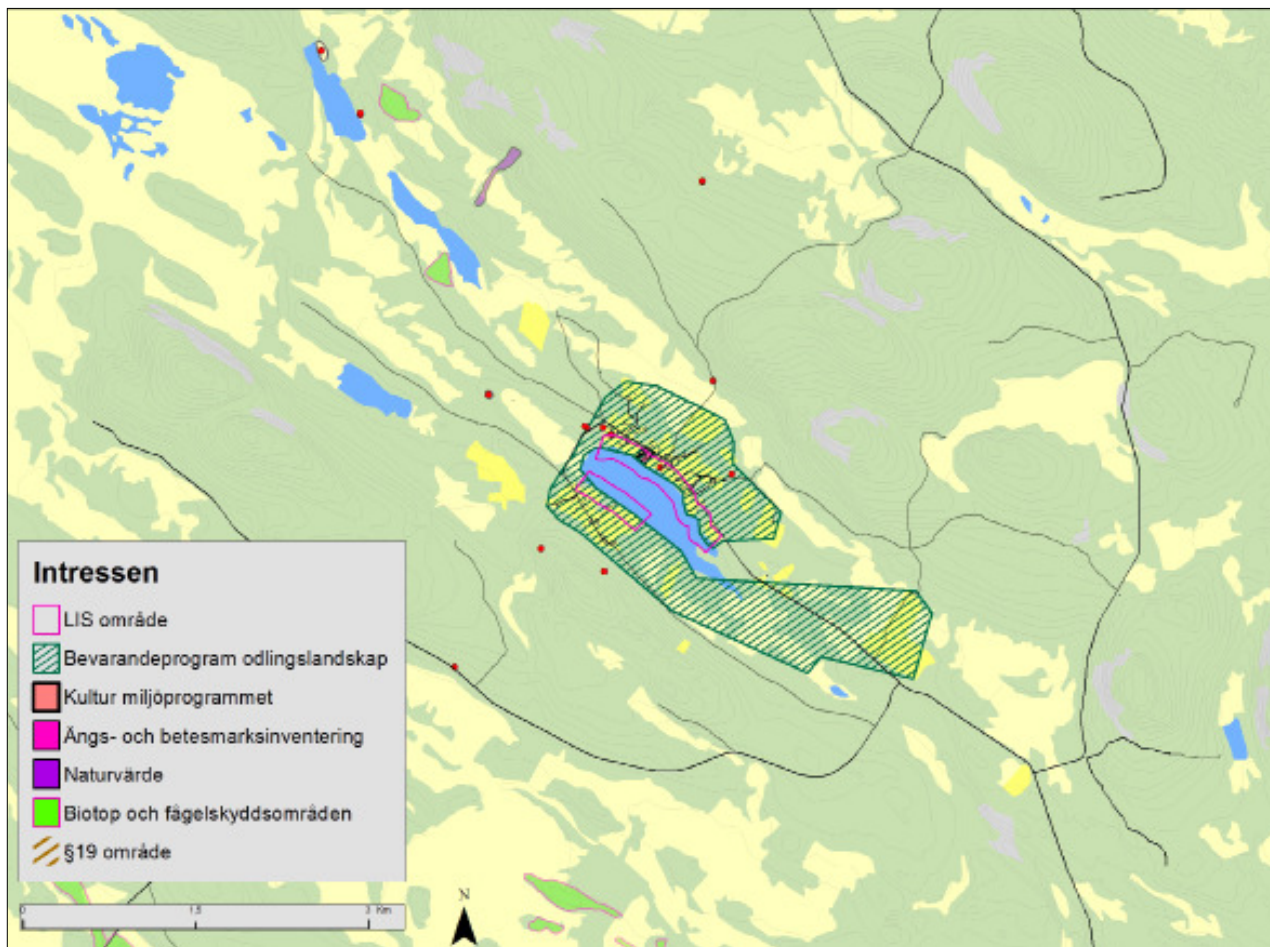 Intressen
LIS område
Bevarandeprogram odlingslandskap
Kultur miljöprogrammet
Ängs- och betesmarksinventering
Naturvärde
Biotop och fågelskyddsområden
§19 område
0 1,5 3 Km
N